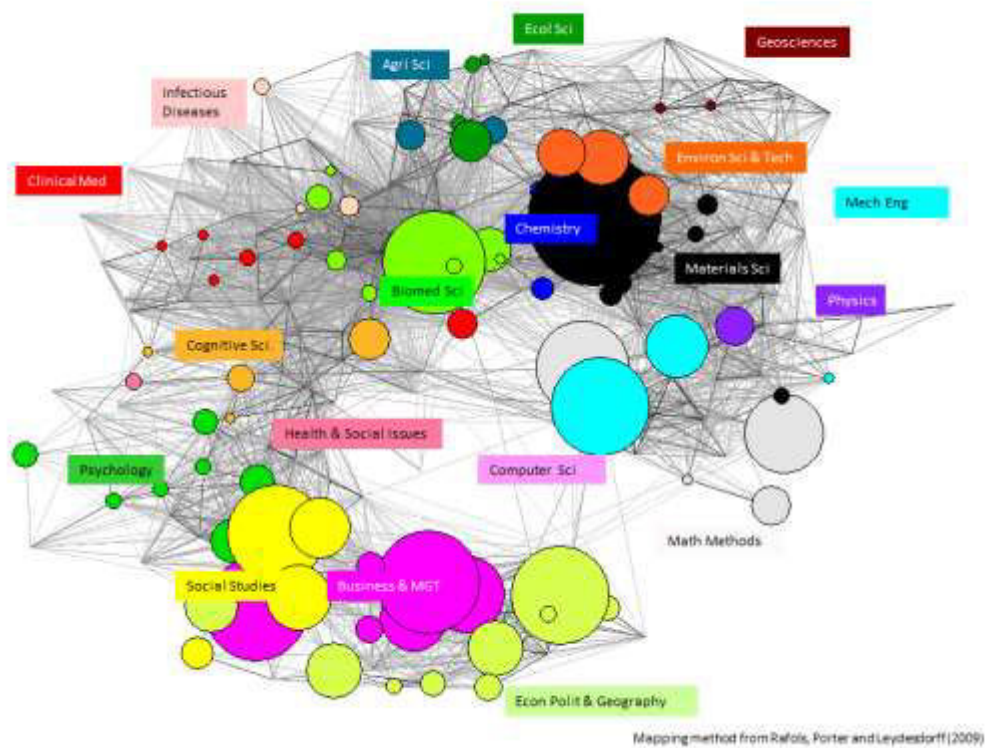 Ecol Sci
Geosciences
Agri Sci
Infectious
Diseases
Environ Sci & Tech
Clinical Med
Mech Eng
Chemistry
Materials Sci
Biomed Sci
Physics
Cognitive Sci.
Health & Social Issues
Psychology
Computer Sci
Math Methods
Social Studies
Business & MGT
Econ Polit & Geography
Mapping method from Rafols, Porter and Leydesdorff (2009)